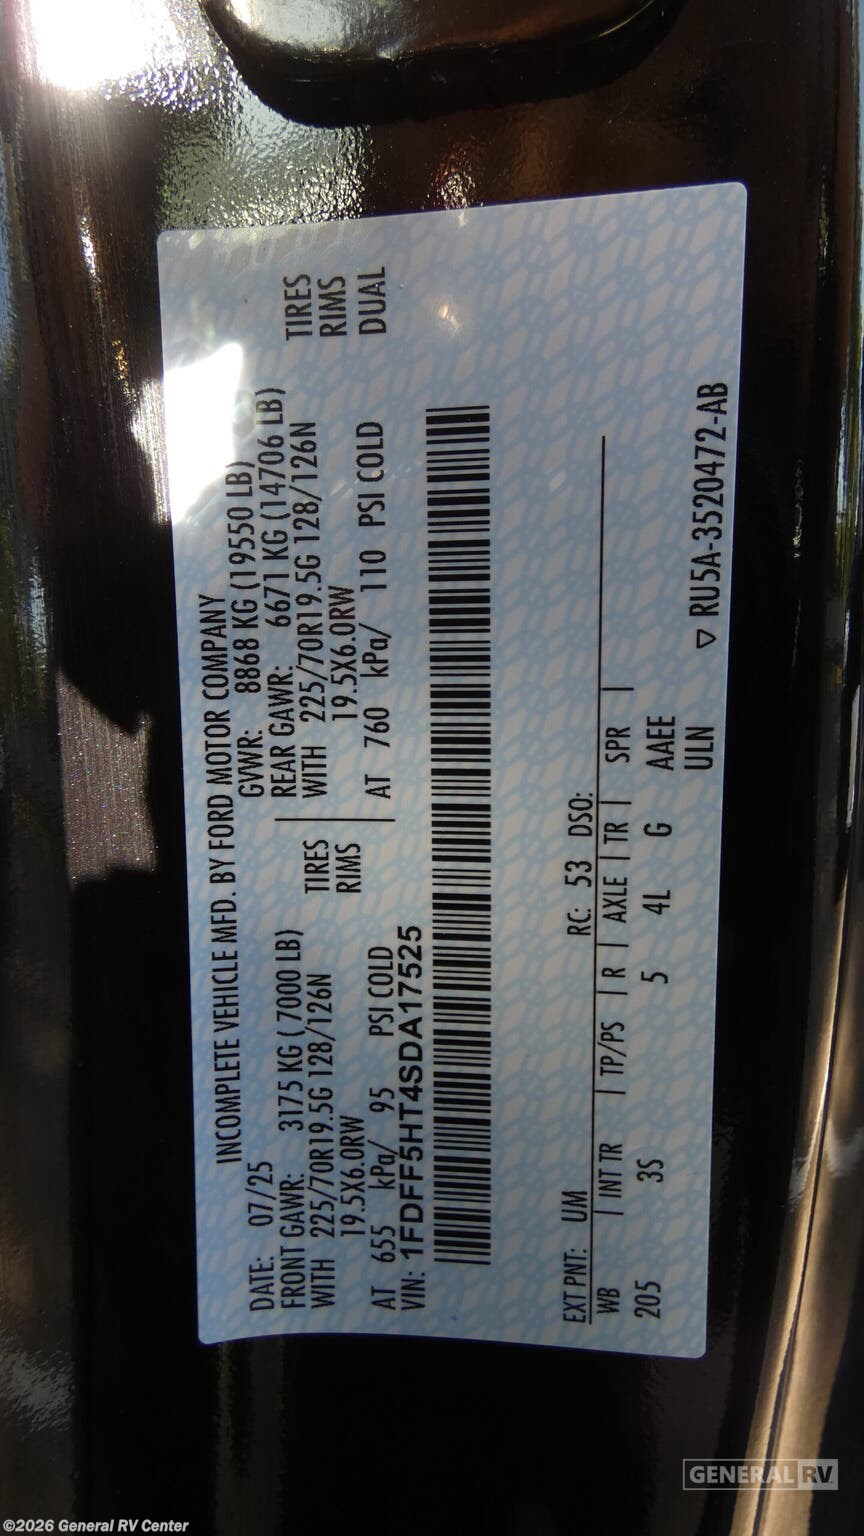 INCOMPLETE VEHICLE MFD. BY FORD MOTOR COMPANY
DATE: 07/25 GVWR: 8868 KG (19550 LB)
FRONT GAWR: 3175 KG (7000 LB) REAR GAWR: 6671 KG (14706 LB)
WITH 225/70R19.5G 128/126N TIRES WITH 225/70R19.5G 128/126N TIRES
19.5X6.0RW RIMS 19.5X6.0RW RIMS
AT 655 kPa/ 95 PSI COLD AT 760 kPa/ 110 PSI COLD DUAL
VIN: 1FDFF5HT4SDA17525
EXT PNT: UM RC: 53 DSO:
WB | INT TR | TP/PS | R | AXLE | TR | SPR |
205 3S 5 4L G AAEE
ULN
▽ RU5A-3520472-AB
GENERAL RV
©2026 General RV Center